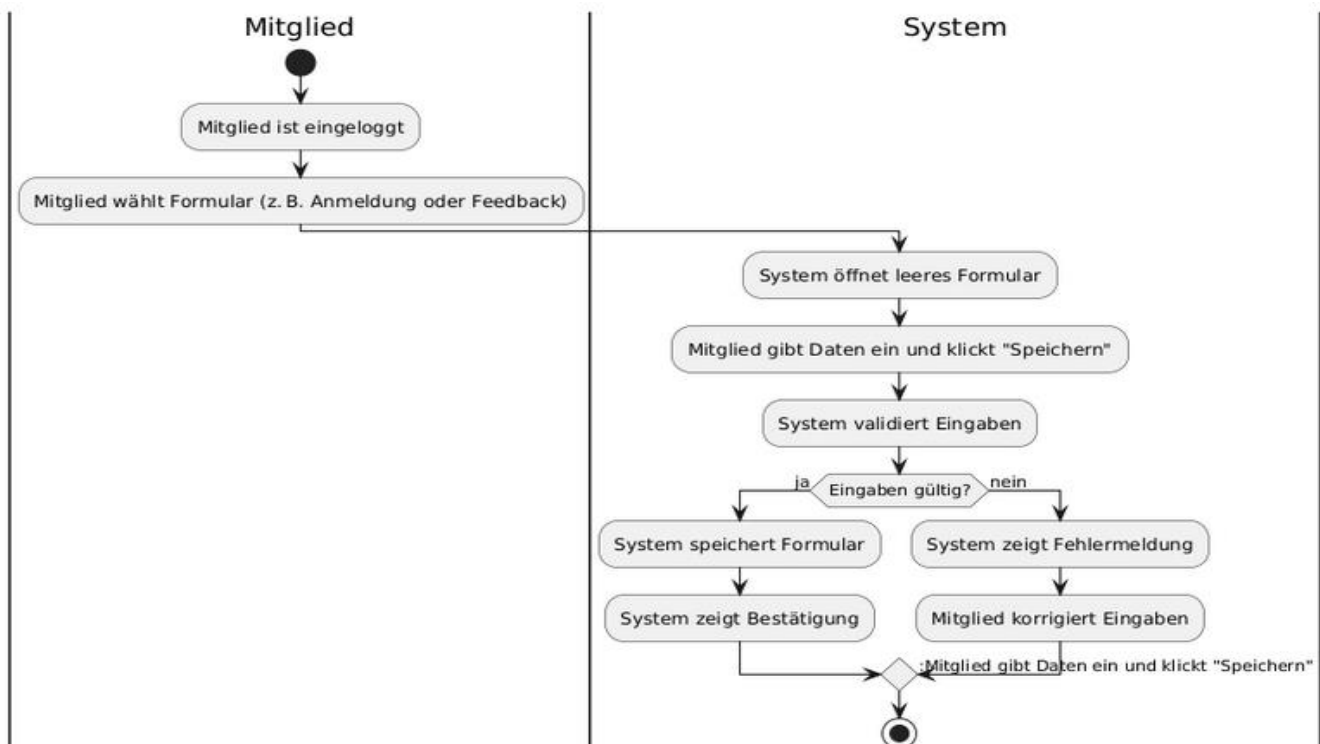 Mitglied
System
Mitglied ist eingeloggt
Mitglied wählt Formular (z. B. Anmeldung oder Feedback)
System öffnet leeres Formular
Mitglied gibt Daten ein und klickt "Speichern"
System validiert Eingaben
ja
Eingaben gültig?
nein
System speichert Formular
System zeigt Fehlermeldung
System zeigt Bestätigung
Mitglied korrigiert Eingaben
:Mitglied gibt Daten ein und klickt "Speichern"